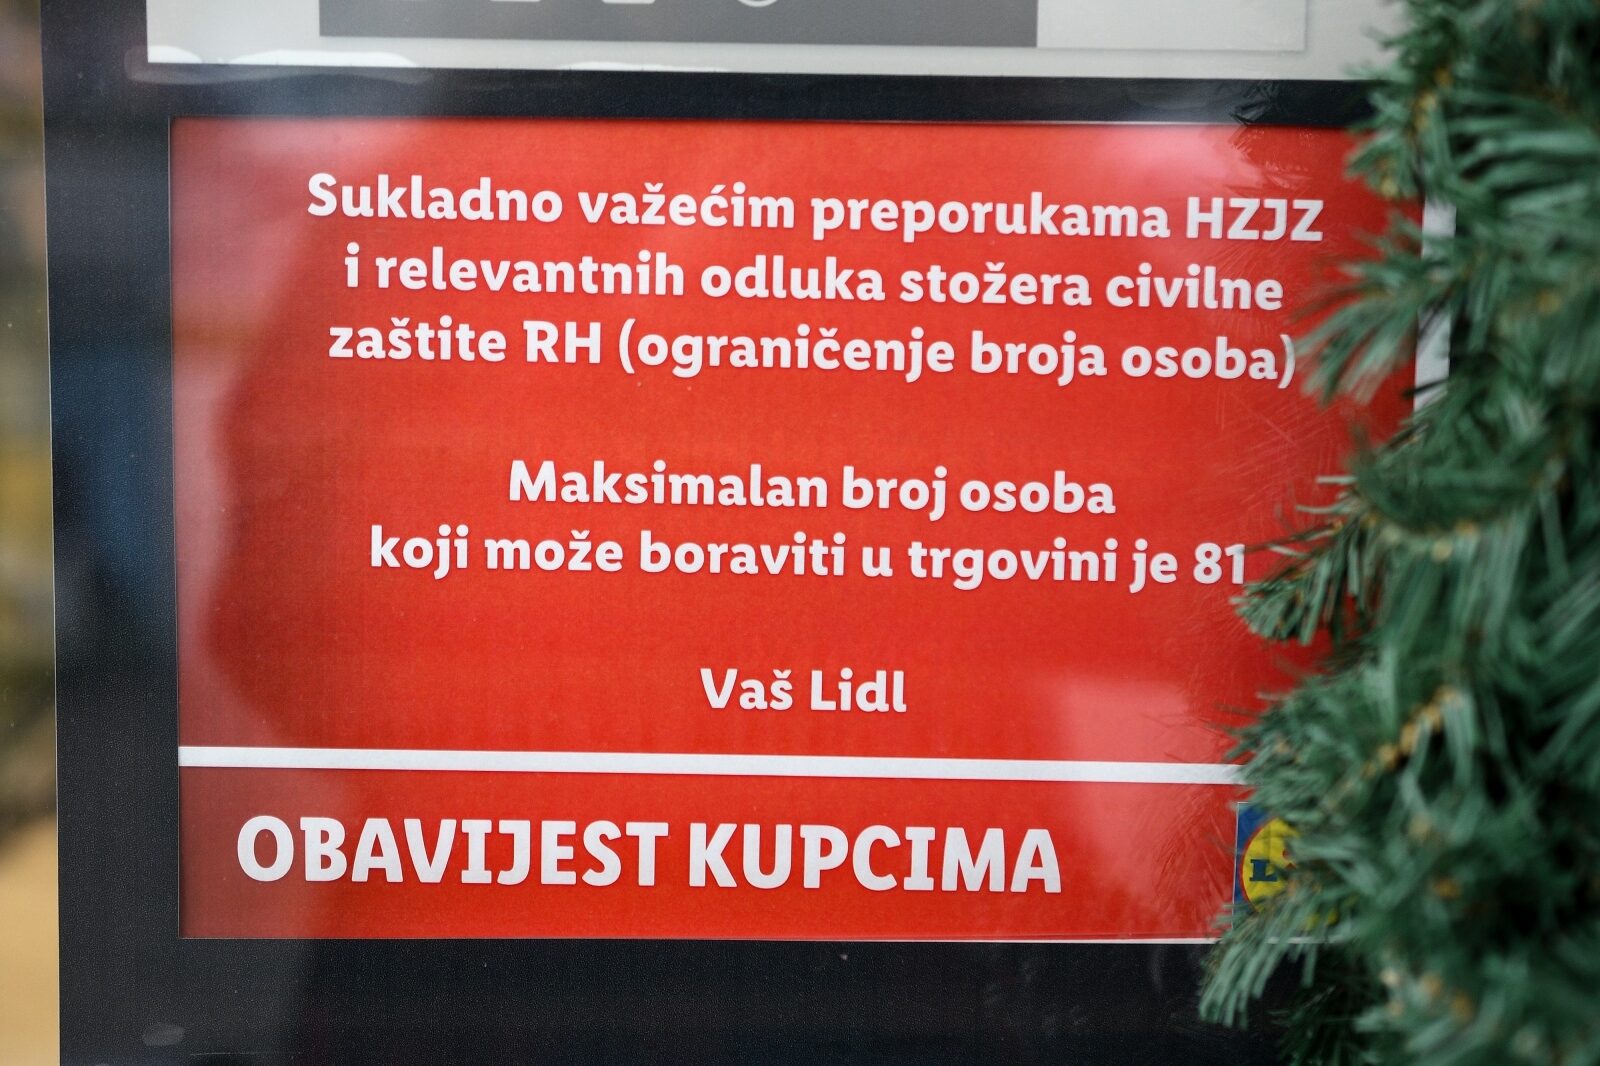 Sukladno važećim preporukama HZJZ
i relevantnih odluka stožera civilne
zaštite RH (ograničenje broja osoba)
Maksimalan broj osoba
koji može boraviti u trgovini je 81
Vaš Lidl
OBAVIJEST KUPCIMA